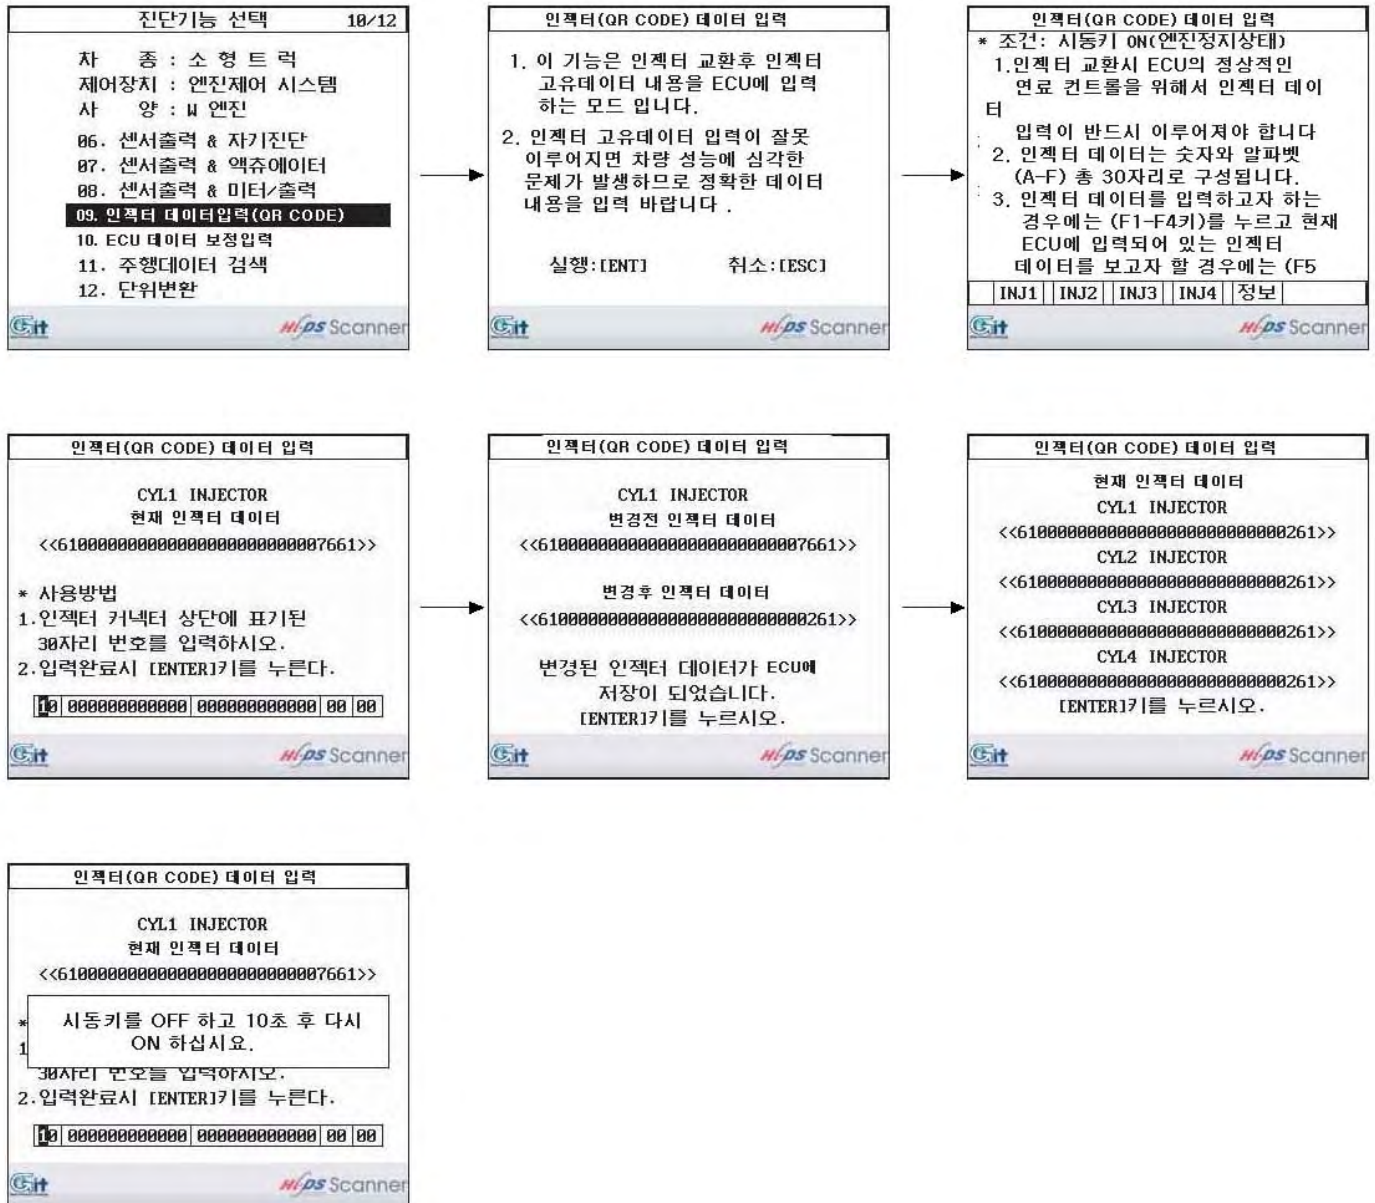 진단기능 선택 10/12
차 종 : 소 형 트 럭
제어장치 : 엔진제어 시스템
사 양 : W 엔진
06. 센서출력 & 자기진단
07. 센서출력 & 액츄에이터
08. 센서출력 & 미터/출력
09. 인젝터 데이터입력(QR CODE)
10. ECU 데이터 보정입력
11. 주행데이터 검색
12. 단위변환
Git Hi-DS Scanner
인젝터(QR CODE) 데이터 입력
1. 이 기능은 인젝터 교환후 인젝터
고유데이터 내용을 ECU에 입력
하는 모드 입니다.
2. 인젝터 고유데이터 입력이 잘못
이루어지면 차량 성능에 심각한
문제가 발생하므로 정확한 데이터
내용을 입력 바랍니다 .
실행:[ENT] 취소:[ESC]
Git Hi-DS Scanner
인젝터(QR CODE) 데이터 입력
* 조건: 시동키 ON(엔진정지상태)
1.인젝터 교환시 ECU의 정상적인
연료 컨트롤을 위해서 인젝터 데이
터
입력이 반드시 이루어져야 합니다
2. 인젝터 데이터는 숫자와 알파벳
(A-F) 총 30자리로 구성됩니다.
3. 인젝터 데이터를 입력하고자 하는
경우에는 (F1-F4키)를 누르고 현재
ECU에 입력되어 있는 인젝터
데이터를 보고자 할 경우에는 (F5
INJ1 INJ2 INJ3 INJ4 정보
Git Hi-DS Scanner
인젝터(QR CODE) 데이터 입력
CYL1 INJECTOR
현재 인젝터 데이터
<<610000000000000000000000007661>>
* 사용방법
1.인젝터 커넥터 상단에 표기된
30자리 번호를 입력하시오.
2.입력완료시 [ENTER]키를 누른다.
10 000000000000 000000000000 00 00
Git Hi-DS Scanner
인젝터(QR CODE) 데이터 입력
CYL1 INJECTOR
변경전 인젝터 데이터
<<610000000000000000000000007661>>
변경후 인젝터 데이터
<<610000000000000000000000000261>>
변경된 인젝터 데이터가 ECU에
저장이 되었습니다.
[ENTER]키를 누르시오.
Git Hi-DS Scanner
인젝터(QR CODE) 데이터 입력
현재 인젝터 데이터
CYL1 INJECTOR
<<610000000000000000000000000261>>
CYL2 INJECTOR
<<610000000000000000000000000261>>
CYL3 INJECTOR
<<610000000000000000000000000261>>
CYL4 INJECTOR
<<610000000000000000000000000261>>
[ENTER]키를 누르시오.
Git Hi-DS Scanner
인젝터(QR CODE) 데이터 입력
CYL1 INJECTOR
현재 인젝터 데이터
<<610000000000000000000000007661>>
*
시동키를 OFF 하고 10초 후 다시
1
ON 하십시요.
30자리 번호를 입력하시오.
2.입력완료시 [ENTER]키를 누른다.
10 000000000000 000000000000 00 00
Git Hi-DS Scanner